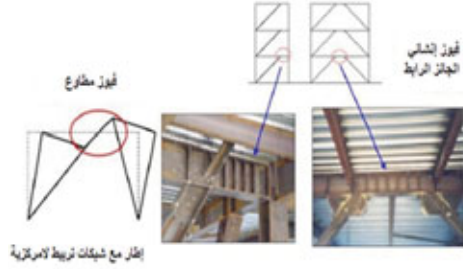 فيوز إنشائي
الجائز الرابط
فيوز مطاوع
إطار مع شبكات تربيط لامركزية